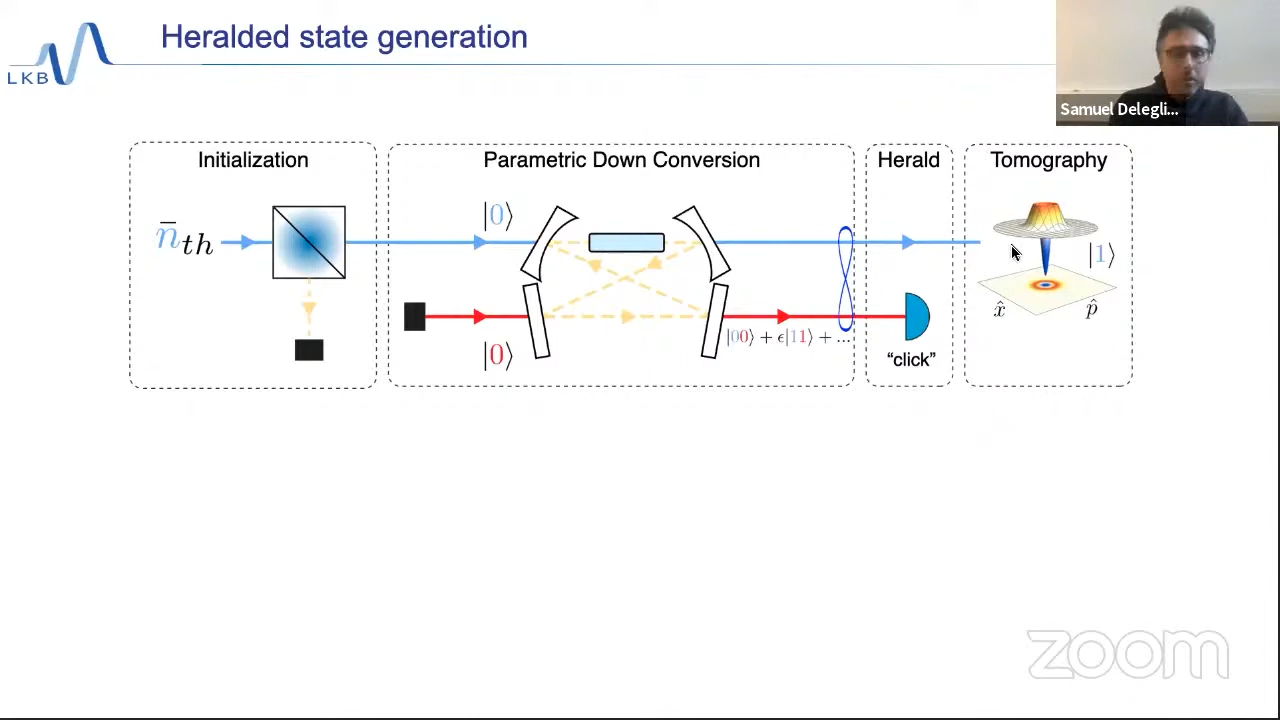 Heralded state generation
LKB
Samuel Delegli...
Initialization
Parametric Down Conversion
Herald
Tomography
n̄th
|0⟩
|0⟩
|00⟩ + ϵ|11⟩ + ...
"click"
|1⟩
x̂
p̂
zoom